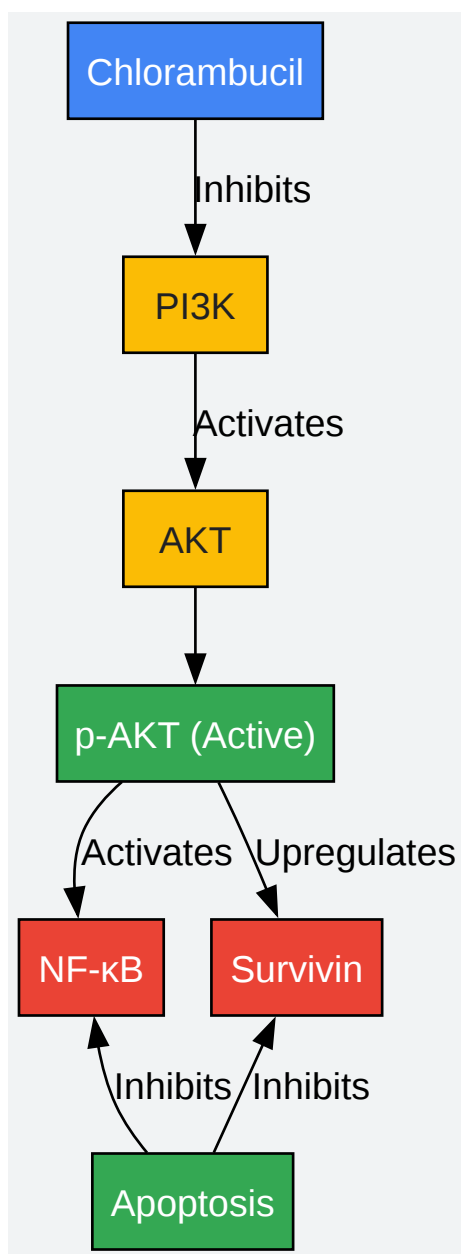 Chlorambucil
Inhibits
PI3K
Activates
AKT
p-AKT (Active)
Activates
Upregulates
NF-κB
Survivin
Inhibits
Inhibits
Apoptosis